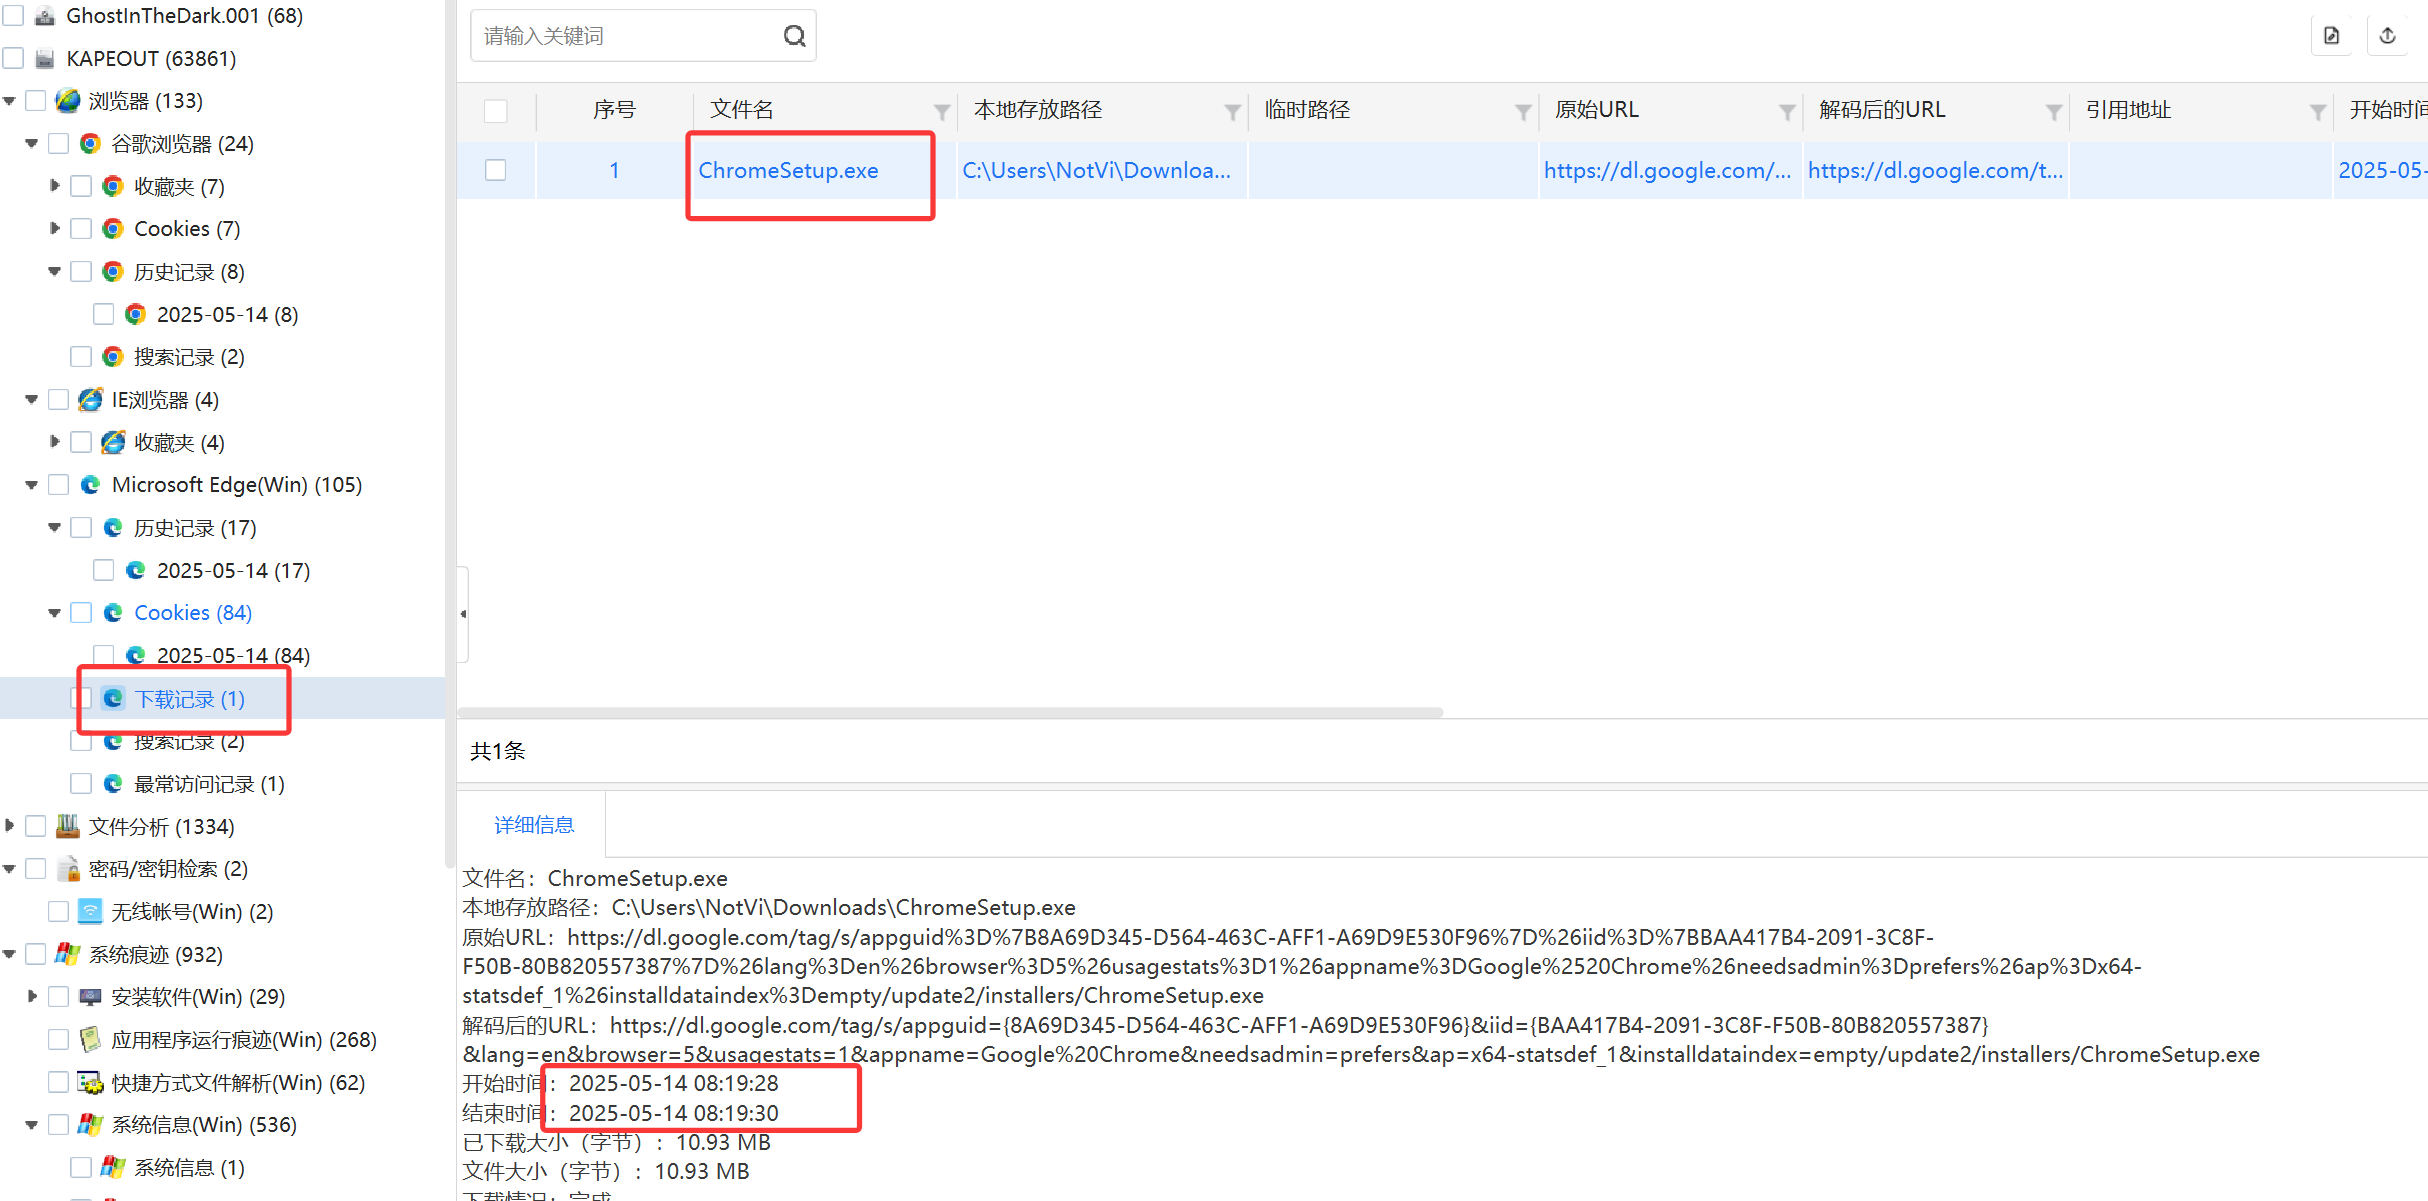 GhostInTheDark.001 (68)
KAPEOUT (63861)
浏览器 (133)
谷歌浏览器 (24)
收藏夹 (7)
Cookies (7)
历史记录 (8)
2025-05-14 (8)
搜索记录 (2)
IE浏览器 (4)
收藏夹 (4)
Microsoft Edge(Win) (105)
历史记录 (17)
2025-05-14 (17)
Cookies (84)
2025-05-14 (84)
下载记录 (1)
搜索记录 (2)
最常访问记录 (1)
文件分析 (1334)
密码/密钥检索 (2)
无线帐号(Win) (2)
系统痕迹 (932)
安装软件(Win) (29)
应用程序运行痕迹(Win) (268)
快捷方式文件解析(Win) (62)
系统信息(Win) (536)
系统信息 (1)
请输入关键词
序号 文件名 本地存放路径 临时路径 原始URL 解码后的URL 引用地址 开始时间
1 ChromeSetup.exe C:\Users\NotVi\Downloa... https://dl.google.com/... https://dl.google.com/t... 2025-05-
共1条
详细信息
文件名：ChromeSetup.exe
本地存放路径：C:\Users\NotVi\Downloads\ChromeSetup.exe
原始URL：https://dl.google.com/tag/s/appguid%3D%7B8A69D345-D564-463C-AFF1-A69D9E530F96%7D%26iid%3D%7BBAA417B4-2091-3C8F-
F50B-80B820557387%7D%26lang%3Den%26browser%3D5%26usagestats%3D1%26appname%3DGoogle%2520Chrome%26needsadmin%3Dprefers%26ap%3Dx64-
statsdef_1%26installdataindex%3Dempty/update2/installers/ChromeSetup.exe
解码后的URL：https://dl.google.com/tag/s/appguid={8A69D345-D564-463C-AFF1-A69D9E530F96}&iid={BAA417B4-2091-3C8F-F50B-80B820557387}
&lang=en&browser=5&usagestats=1&appname=Google%20Chrome&needsadmin=prefers&ap=x64-statsdef_1&installdataindex=empty/update2/installers/ChromeSetup.exe
开始时间：2025-05-14 08:19:28
结束时间：2025-05-14 08:19:30
已下载大小（字节）：10.93 MB
文件大小（字节）：10.93 MB
下载情况：完成